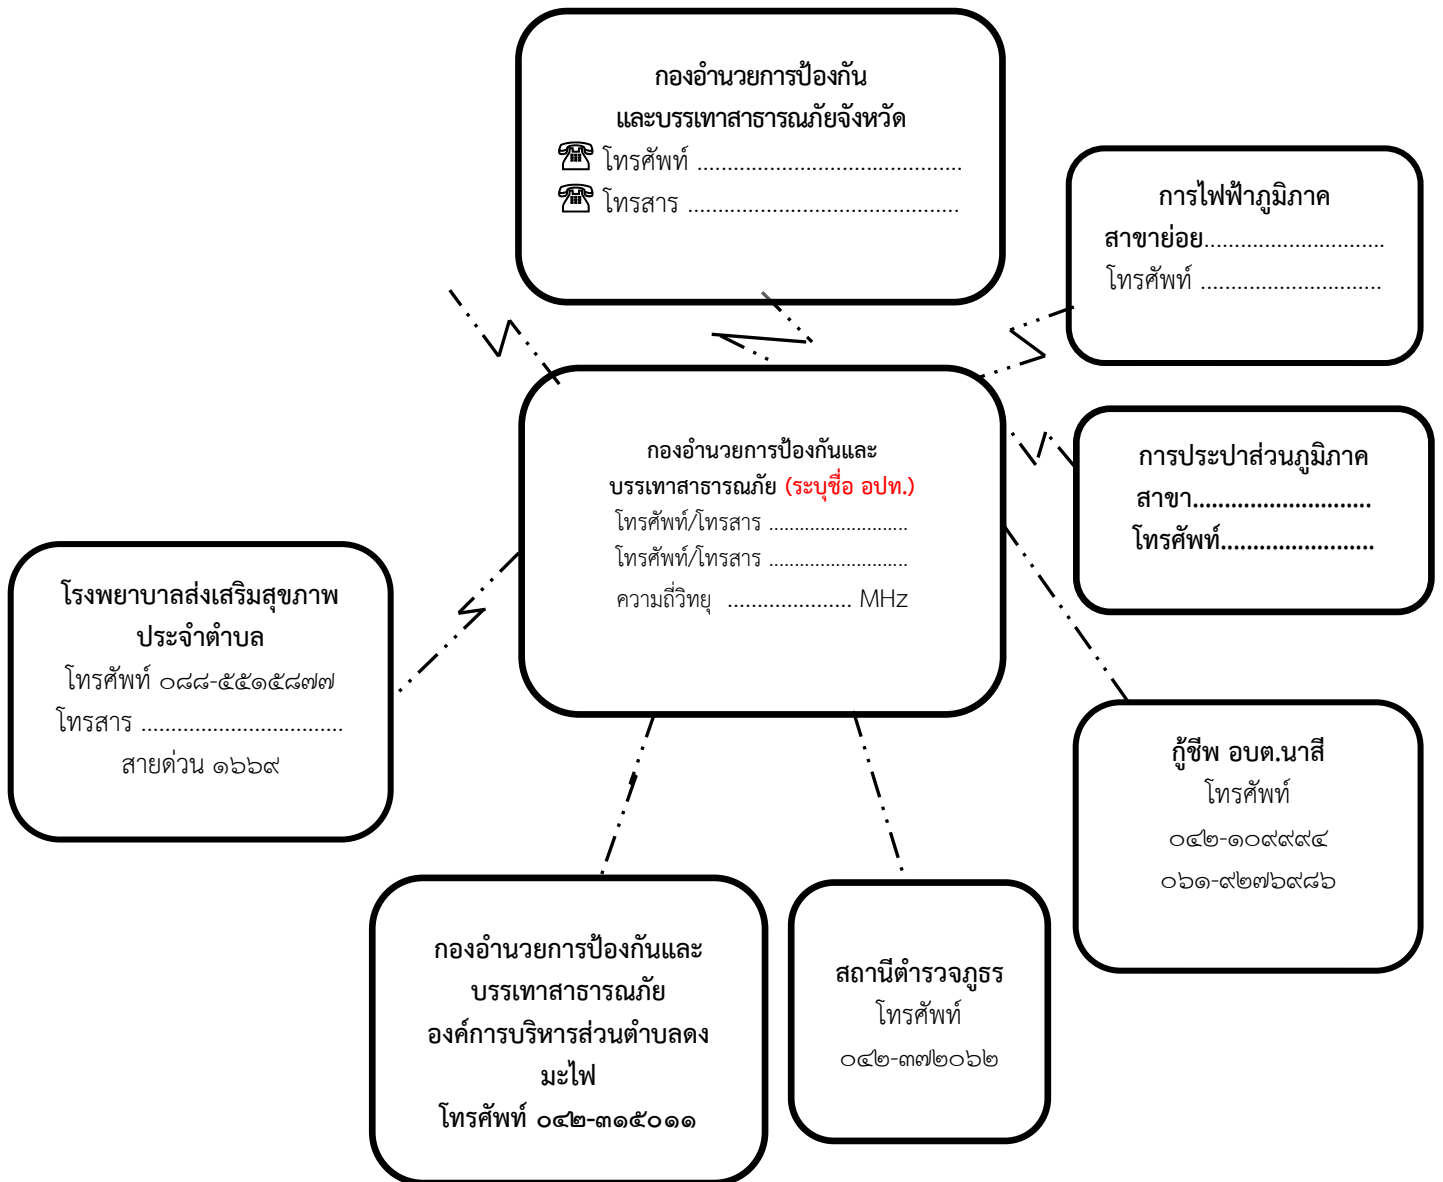 กองอำนวยการป้องกัน
และบรรเทาสาธารณภัยจังหวัด
โทรศัพท์ ............................................
โทรสาร .............................................
การไฟฟ้าภูมิภาค
สาขาย่อย..............................
โทรศัพท์ ..............................
กองอำนวยการป้องกันและ
บรรเทาสาธารณภัย (ระบุชื่อ อปท.)
โทรศัพท์/โทรสาร ...........................
โทรศัพท์/โทรสาร ...........................
ความถี่วิทยุ ..................... MHz
การประปาส่วนภูมิภาค
สาขา..........................
โทรศัพท์......................
โรงพยาบาลส่งเสริมสุขภาพ
ประจำตำบล
โทรศัพท์ ๐๘๘-๕๕๑๕๘๗๗
โทรสาร ..................................
สายด่วน ๑๖๖๙
กู้ชีพ อบต.นาสี
โทรศัพท์
๐๔๒-๑๐๙๙๙๔
๐๖๑-๙๒๗๖๙๘๖
กองอำนวยการป้องกันและ
บรรเทาสาธารณภัย
องค์การบริหารส่วนตำบลดง
มะไฟ
โทรศัพท์ ๐๔๒-๓๑๕๐๑๑
สถานีตำรวจภูธร
โทรศัพท์
๐๔๒-๓๗๒๐๖๒